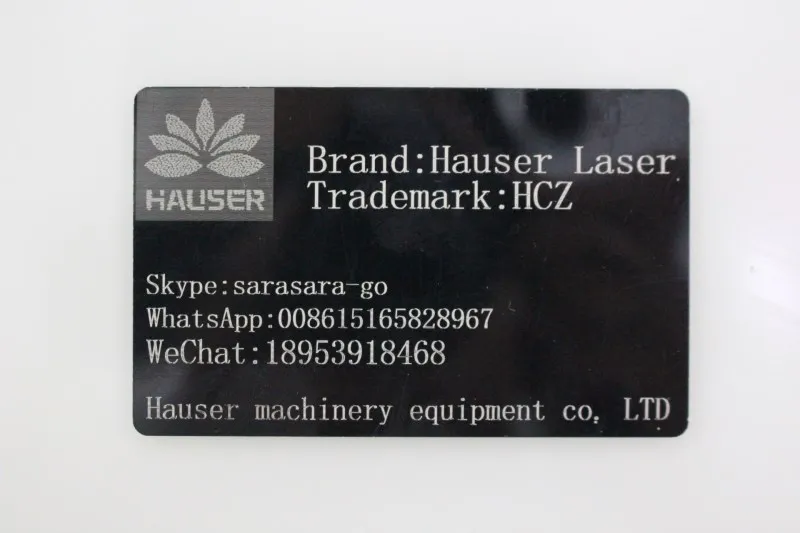 HAUSER
Brand:Hauser Laser
Trademark:HCZ
Skype:sarasara-go
WhatsApp:008615165828967
WeChat:18953918468
Hauser machinery equipment co. LTD